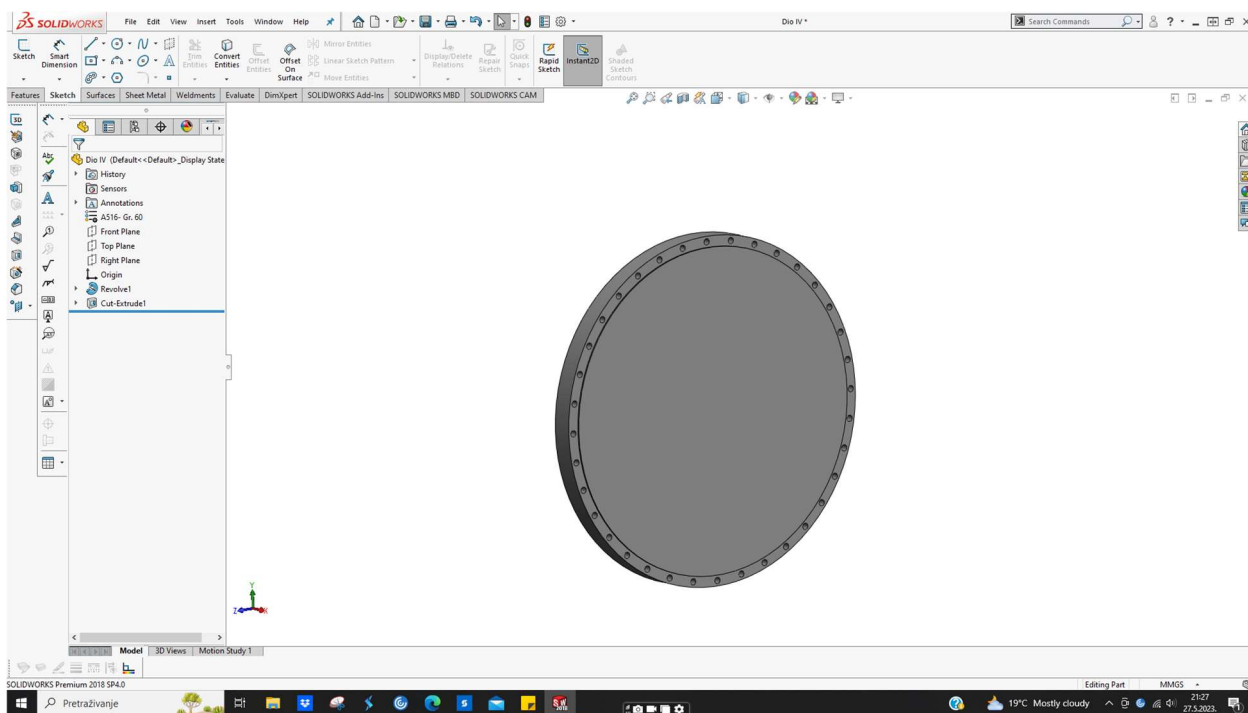 SOLIDWORKS File Edit View Insert Tools Window Help Dio IV * Search Commands
Sketch Smart Dimension Trim Entities Convert Entities Offset Entities Offset On Surface Mirror Entities Linear Sketch Pattern Move Entities Display/Delete Relations Repair Sketch Quick Snaps Rapid Sketch Instant2D Shaded Sketch Contours
Features Sketch Surfaces Sheet Metal Weldments Evaluate DimXpert SOLIDWORKS Add-Ins SOLIDWORKS MBD SOLIDWORKS CAM
Dio IV (Default<<Default>_Display State
History
Sensors
Annotations
A516- Gr. 60
Front Plane
Top Plane
Right Plane
Origin
Revolve1
Cut-Extrude1
Y
Z X
Model 3D Views Motion Study 1
SOLIDWORKS Premium 2018 SP4.0 Editing Part MMGS
Pretraživanje 19°C Mostly cloudy 21:27
27.5.2023.